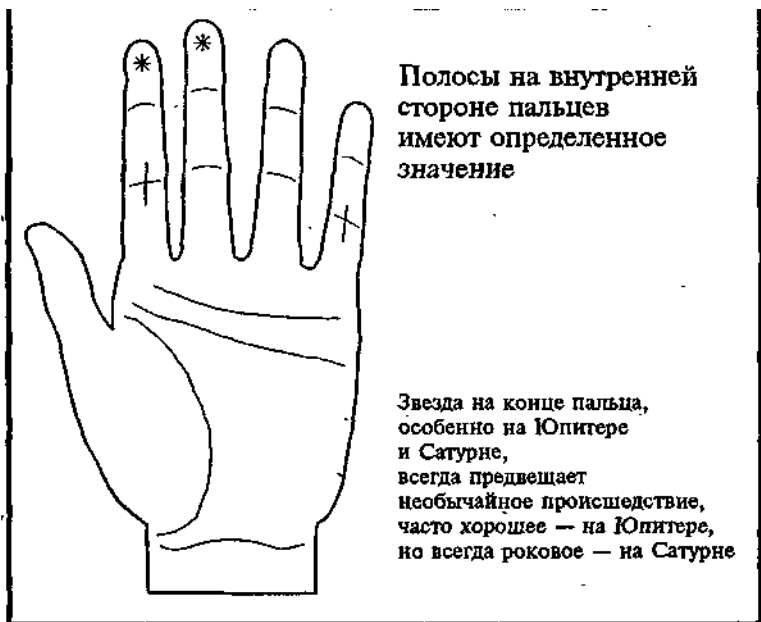 Полосы на внутренней
стороне пальцев
имеют определенное
значение
Звезда на конце пальца,
особенно на Юпитере
и Сатурне,
всегда предвещает
необычайное происшествие,
часто хорошее — на Юпитере,
но всегда роковое — на Сатурне